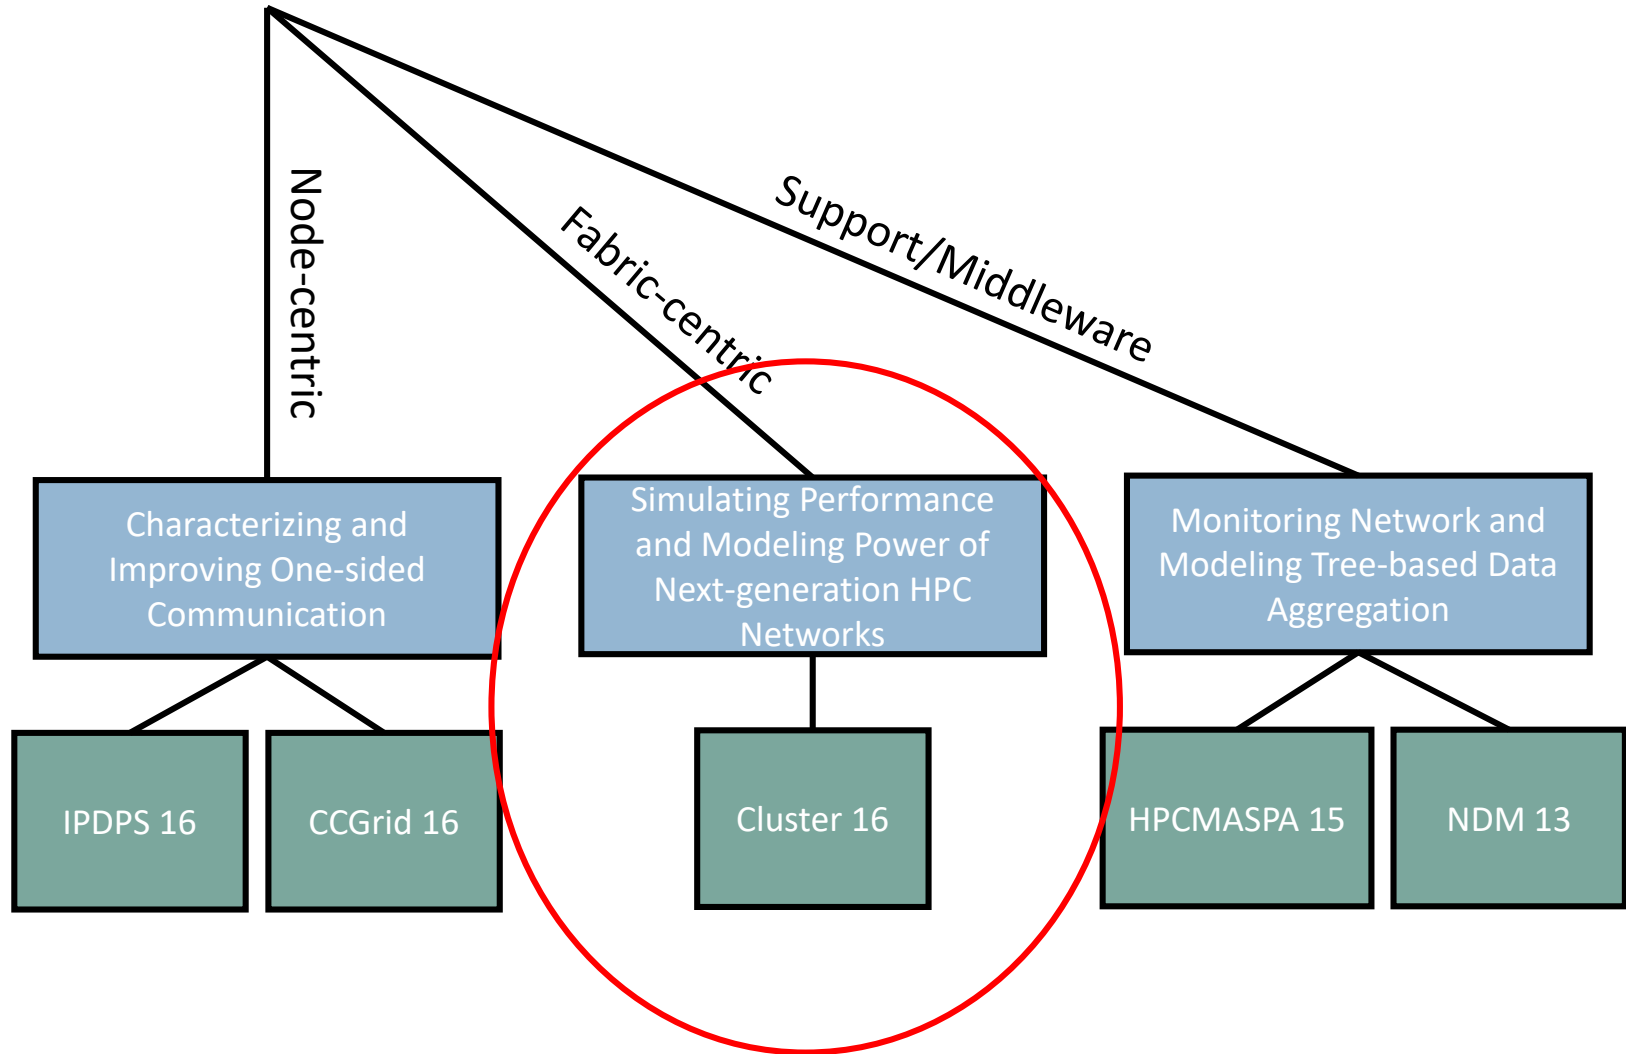 Node-centric
Fabric-centric
Support/Middleware
Characterizing and
Improving One-sided
Communication
Simulating Performance
and Modeling Power of
Next-generation HPC
Networks
Monitoring Network and
Modeling Tree-based Data
Aggregation
IPDPS 16
CCGrid 16
Cluster 16
HPCMASPA 15
NDM 13